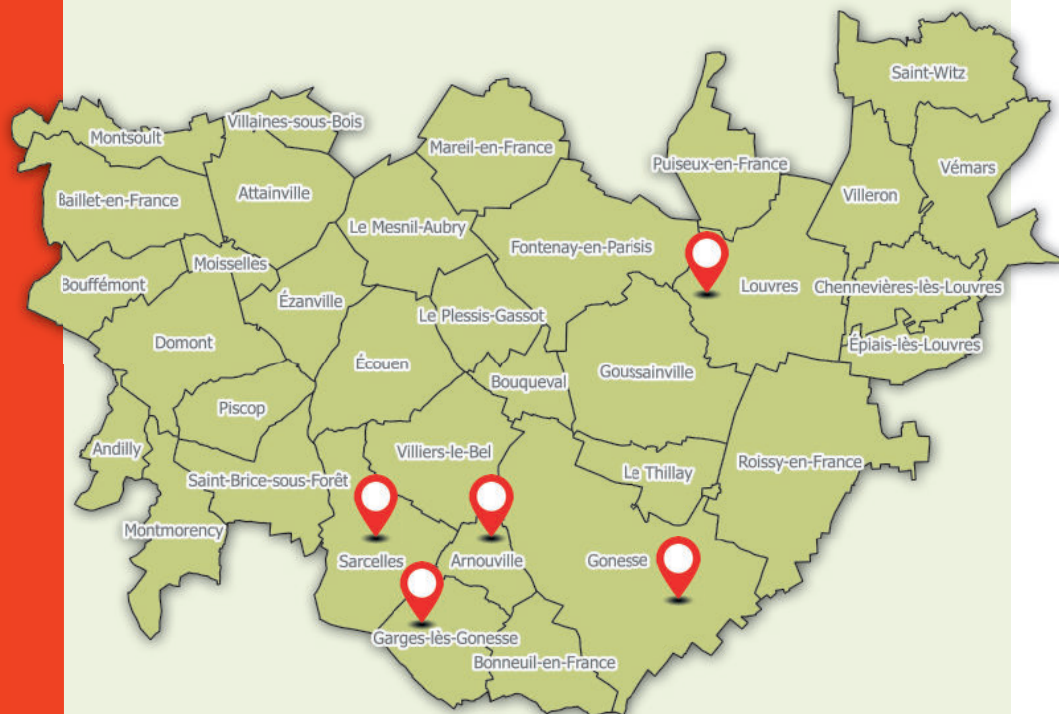 Saint-Witz
Villaines-sous-Bois
Montsoult
Mareil-en-France
Puiseux-en-France
Vémars
Attainville
Villeron
Baillet-en-France
Le Mesnil-Aubry
Fontenay-en-Parisis
Moisselles
Bouffémont
Louvres
Chennevières-lès-Louvres
Ézanville
Le Plessis-Gassot
Domont
Épiais-lès-Louvres
Écouen
Goussainville
Bouqueval
Piscop
Andilly
Villiers-le-Bel
Roissy-en-France
Le Thillay
Saint-Brice-sous-Forêt
Montmorency
Sarcelles
Arnouville
Gonesse
Garges-lès-Gonesse
Bonneuil-en-France